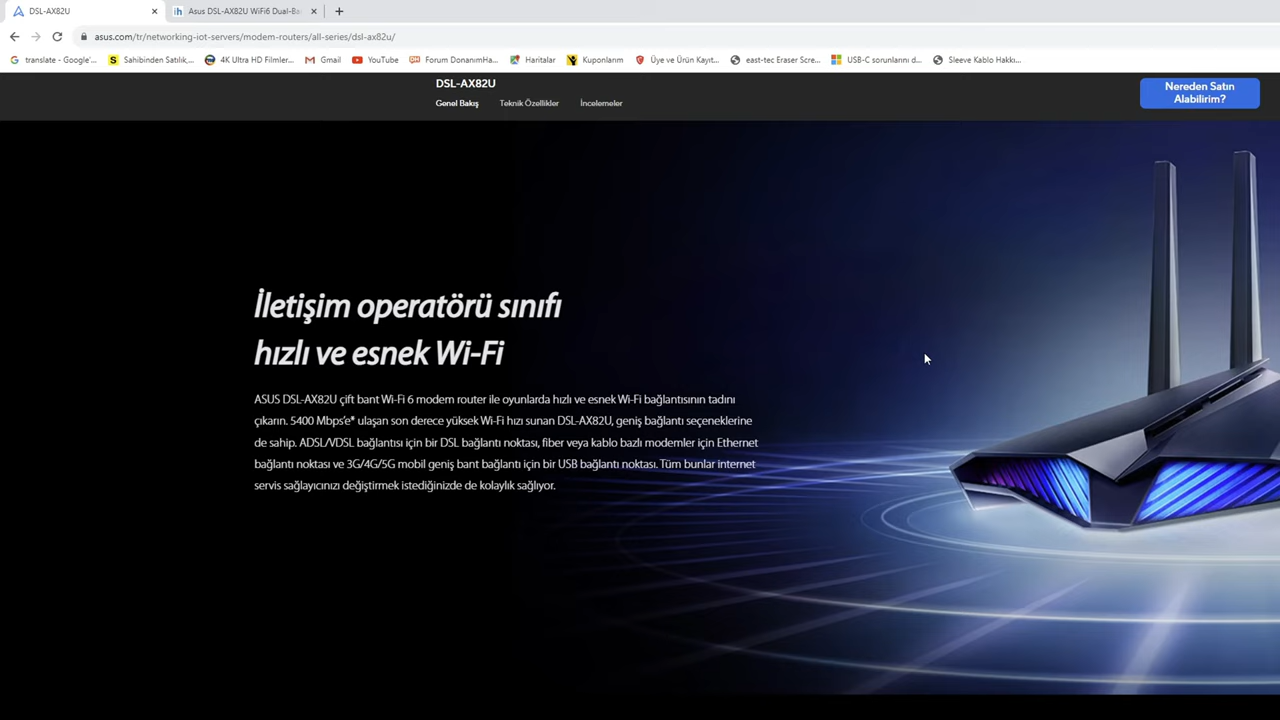 DSL-AX82U
Asus DSL-AX82U WiFi6 Dual-Ba
asus.com/tr/networking-iot-servers/modem-routers/all-series/dsl-ax82u/
translate - Google'...
Sahibinden Satılık,...
4K Ultra HD Filmler...
Gmail
YouTube
Forum DonanımHa...
Haritalar
Kuponlarım
Üye ve Ürün Kayıt...
east-tec Eraser Scre...
USB-C sorunlarını d...
Sleeve Kablo Hakkı...
DSL-AX82U
Genel Bakış
Teknik Özellikler
İncelemeler
Nereden Satın
Alabilirim?
İletişim operatörü sınıfı
hızlı ve esnek Wi-Fi
ASUS DSL-AX82U çift bant Wi-Fi 6 modem router ile oyunlarda hızlı ve esnek Wi-Fi bağlantısının tadını
çıkarın. 5400 Mbps'e* ulaşan son derece yüksek Wi-Fi hızı sunan DSL-AX82U, geniş bağlantı seçeneklerine
de sahip. ADSL/VDSL bağlantısı için bir DSL bağlantı noktası, fiber veya kablo bazlı modemler için Ethernet
bağlantı noktası ve 3G/4G/5G mobil geniş bant bağlantı için bir USB bağlantı noktası. Tüm bunlar internet
servis sağlayıcınızı değiştirmek istediğinizde de kolaylık sağlıyor.